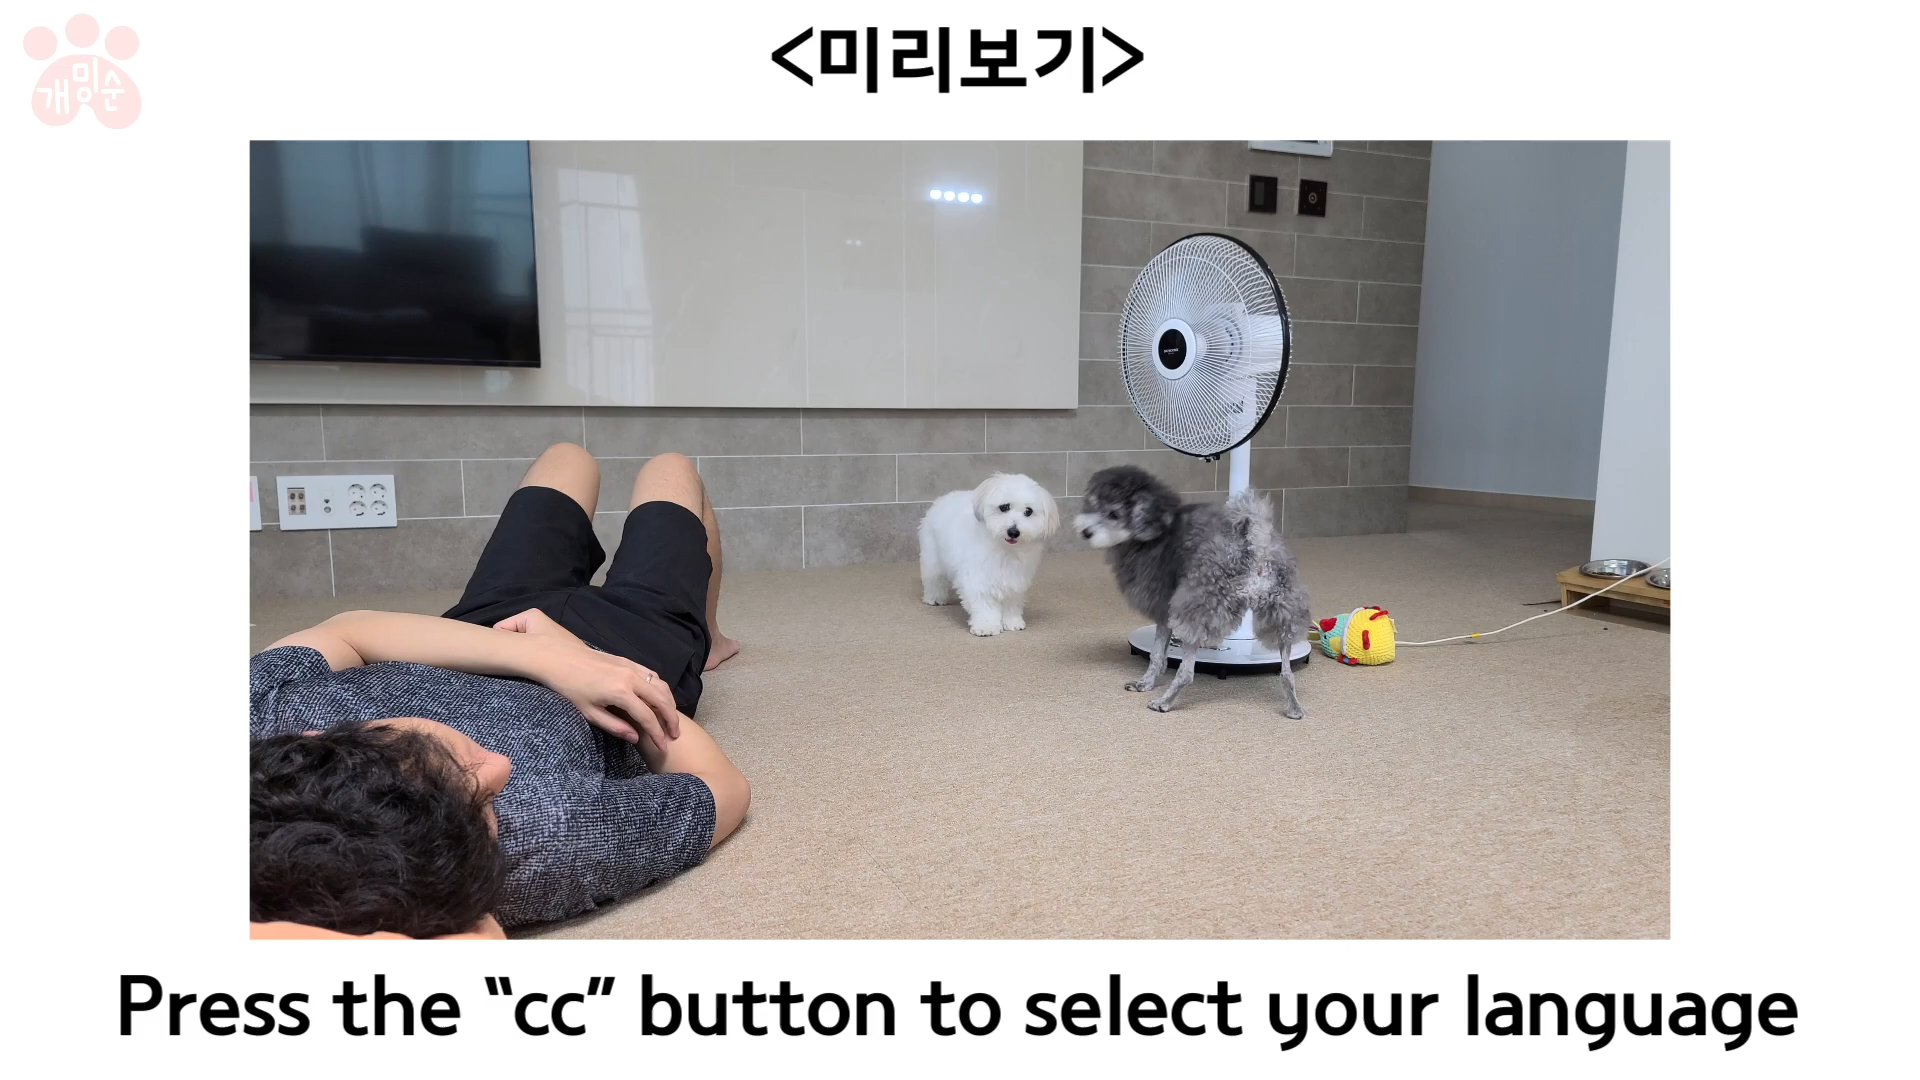 개밍순
<미리보기>
Press the “cc” button to select your language